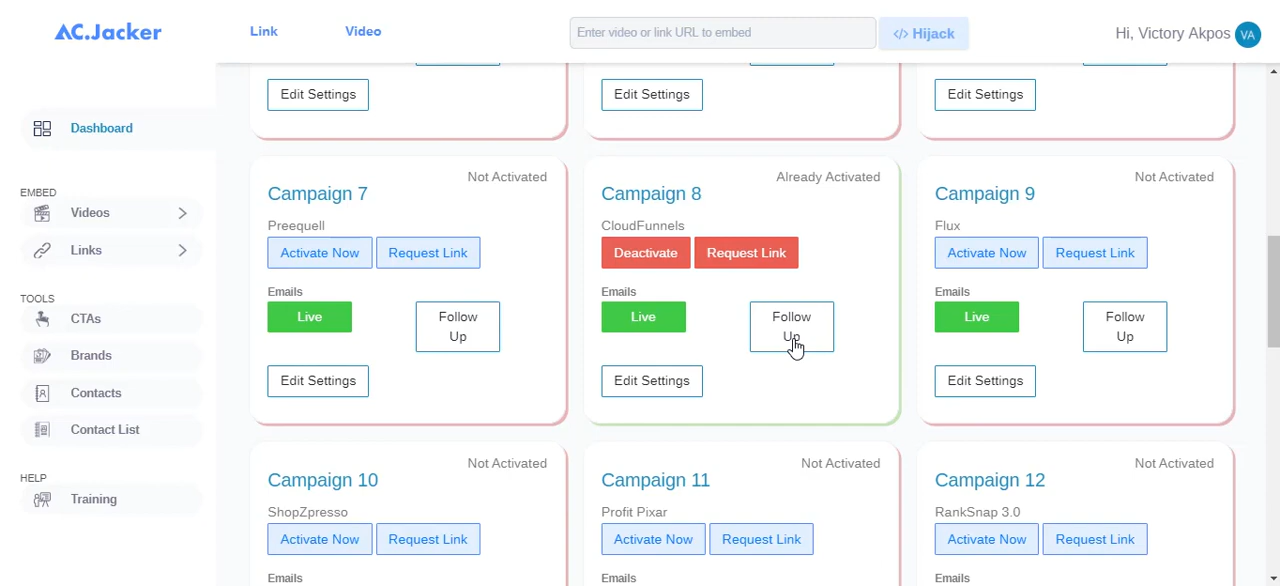 AC.Jacker
Link
Video
Enter video or link URL to embed
</> Hijack
Hi, Victory Akpos
VA
Dashboard
EMBED
Videos
Links
TOOLS
CTAs
Brands
Contacts
Contact List
HELP
Training
Edit Settings
Edit Settings
Edit Settings
Not Activated
Campaign 7
Preequell
Activate Now
Request Link
Emails
Live
Follow
Up
Edit Settings
Already Activated
Campaign 8
CloudFunnels
Deactivate
Request Link
Emails
Live
Follow
Up
Edit Settings
Not Activated
Campaign 9
Flux
Activate Now
Request Link
Emails
Live
Follow
Up
Edit Settings
Not Activated
Campaign 10
ShopZpresso
Activate Now
Request Link
Emails
Not Activated
Campaign 11
Profit Pixar
Activate Now
Request Link
Emails
Not Activated
Campaign 12
RankSnap 3.0
Activate Now
Request Link
Emails